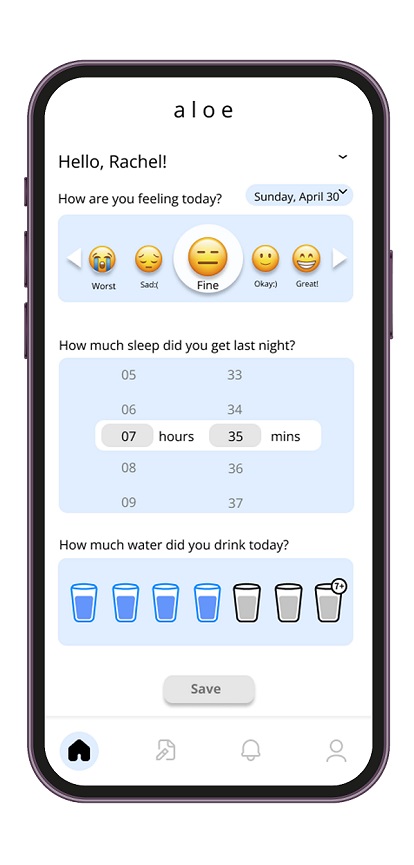 aloe
Hello, Rachel!
How are you feeling today? Sunday, April 30
Worst Sad:( Fine Okay:) Great!
How much sleep did you get last night?
05 33
06 34
07 hours 35 mins
08 36
09 37
How much water did you drink today?
7+
Save